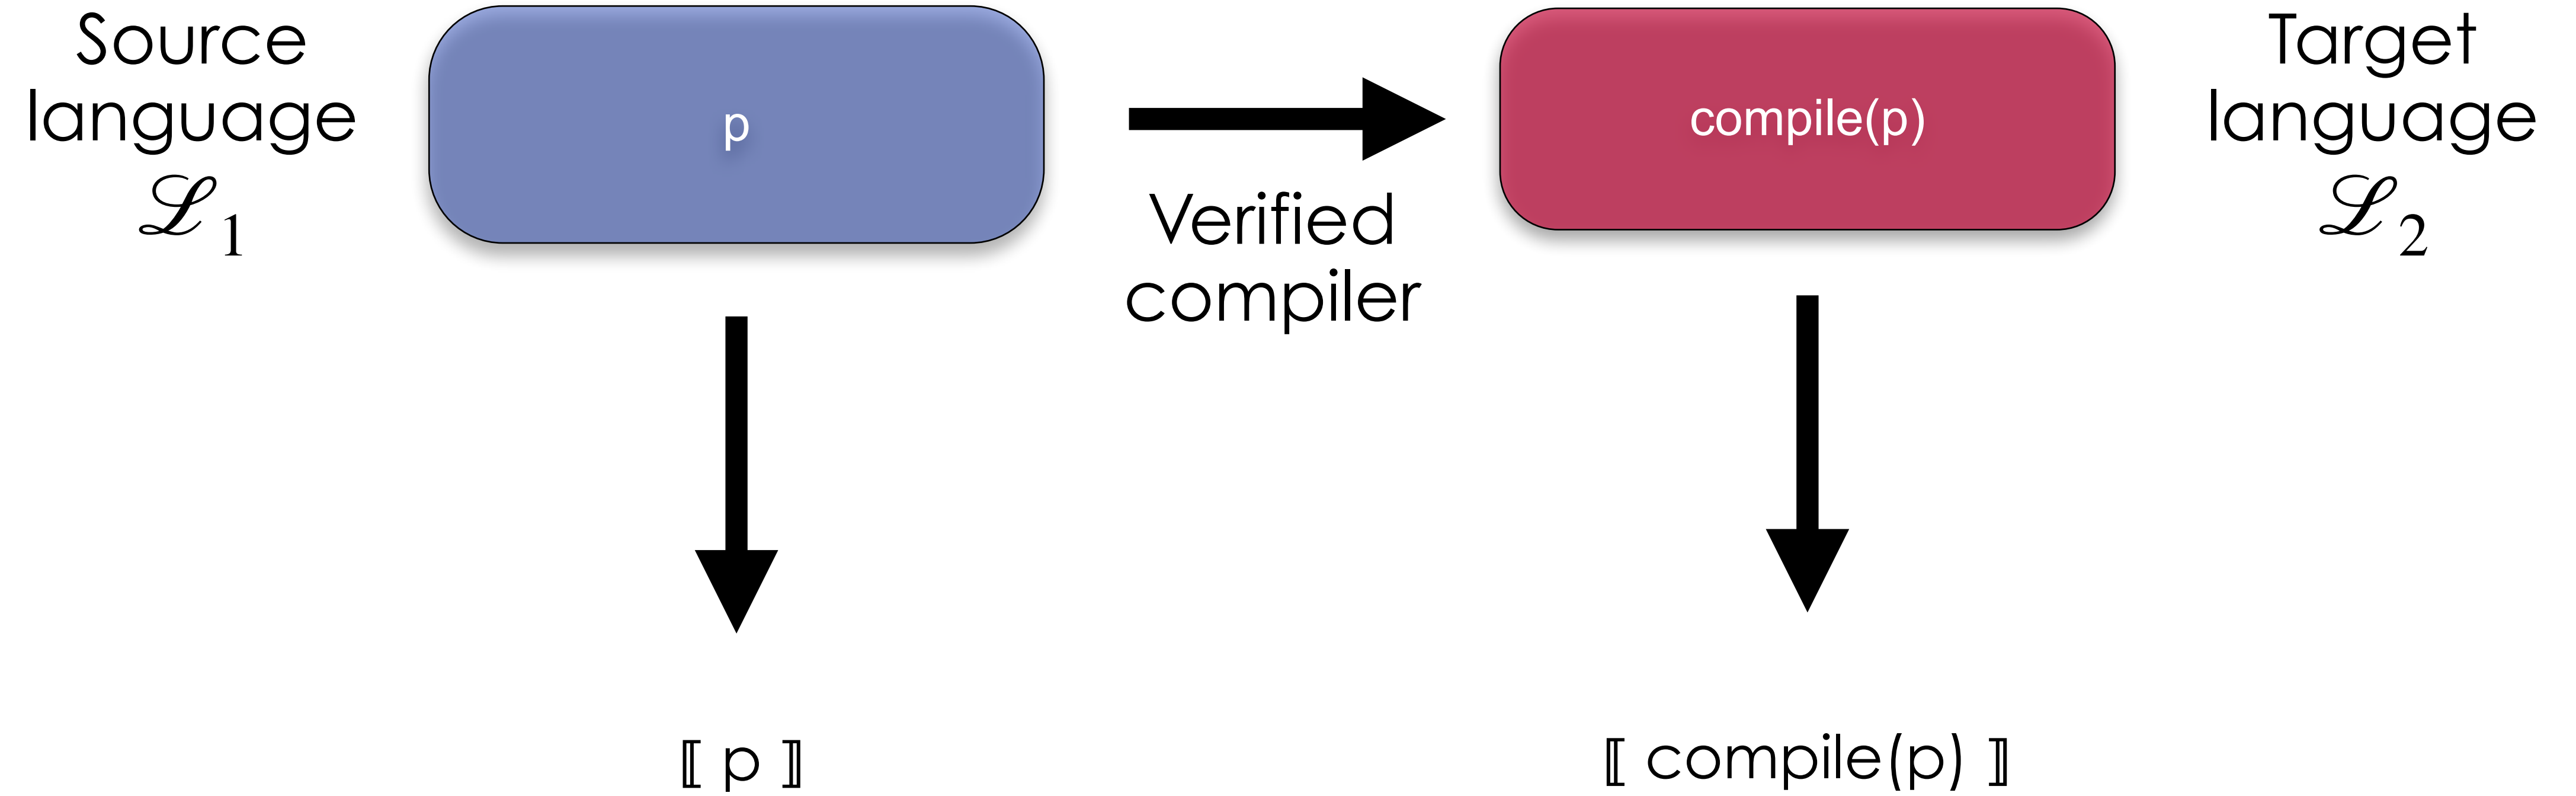 Source
language
ℒ₁
p
Verified
compiler
compile(p)
Target
language
ℒ₂
⟦ p ⟧
⟦ compile(p) ⟧